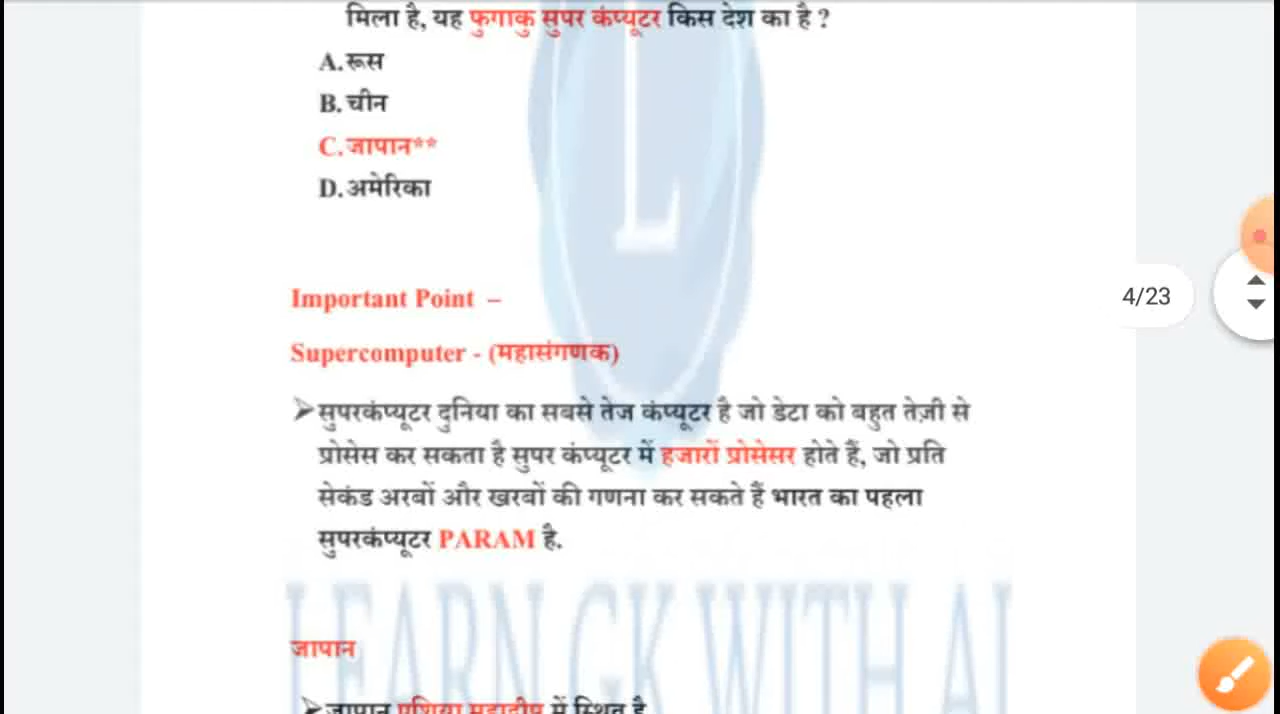 मिला है, यह फुगाकु सुपर कंप्यूटर किस देश का है ?
A. रूस
B. चीन
C. जापान**
D. अमेरिका
Important Point –
4/23
Supercomputer - (महासंगणक)
➤सुपरकंप्यूटर दुनिया का सबसे तेज कंप्यूटर है जो डेटा को बहुत तेज़ी से
प्रोसेस कर सकता है सुपर कंप्यूटर में हजारों प्रोसेसर होते हैं, जो प्रति
सेकंड अरबों और खरबों की गणना कर सकते हैं भारत का पहला
सुपरकंप्यूटर PARAM है.
LEARN GK WITH AI
जापान
➤जापान एशिया महाद्वीप में स्थित है